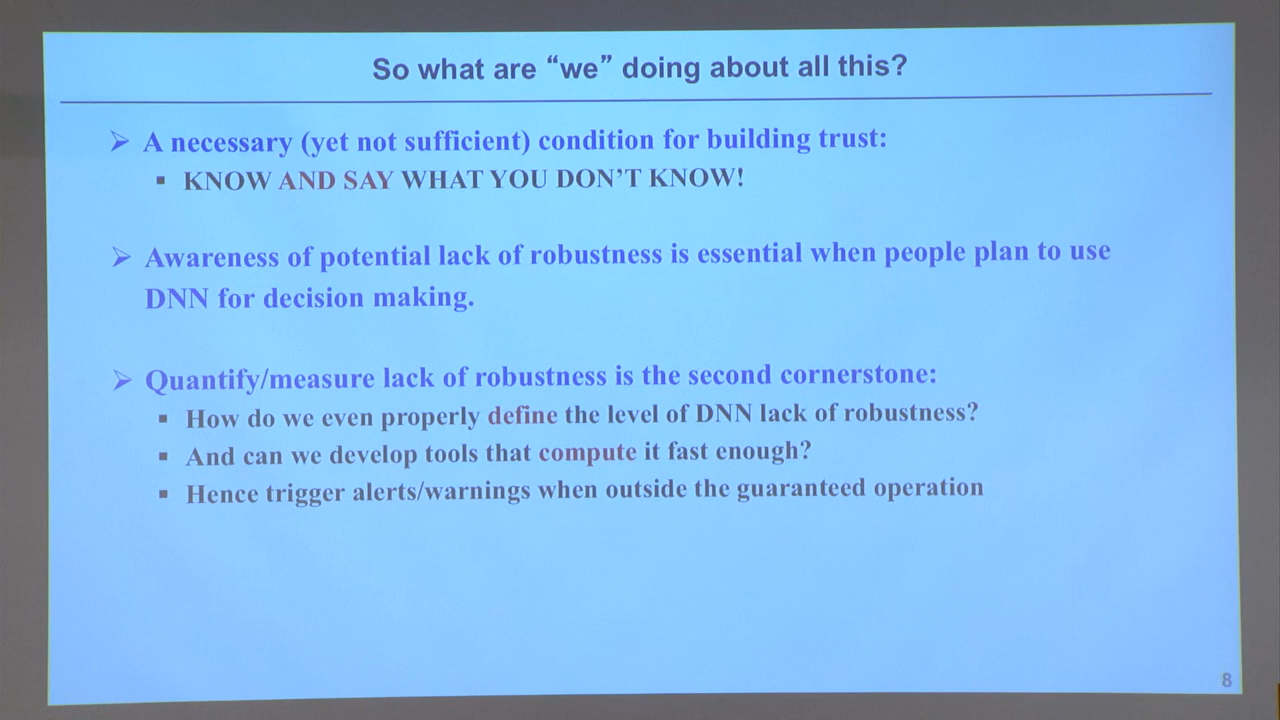 So what are “we” doing about all this?
➢ A necessary (yet not sufficient) condition for building trust:
▪ KNOW AND SAY WHAT YOU DON’T KNOW!
➢ Awareness of potential lack of robustness is essential when people plan to use
DNN for decision making.
➢ Quantify/measure lack of robustness is the second cornerstone:
▪ How do we even properly define the level of DNN lack of robustness?
▪ And can we develop tools that compute it fast enough?
▪ Hence trigger alerts/warnings when outside the guaranteed operation
8